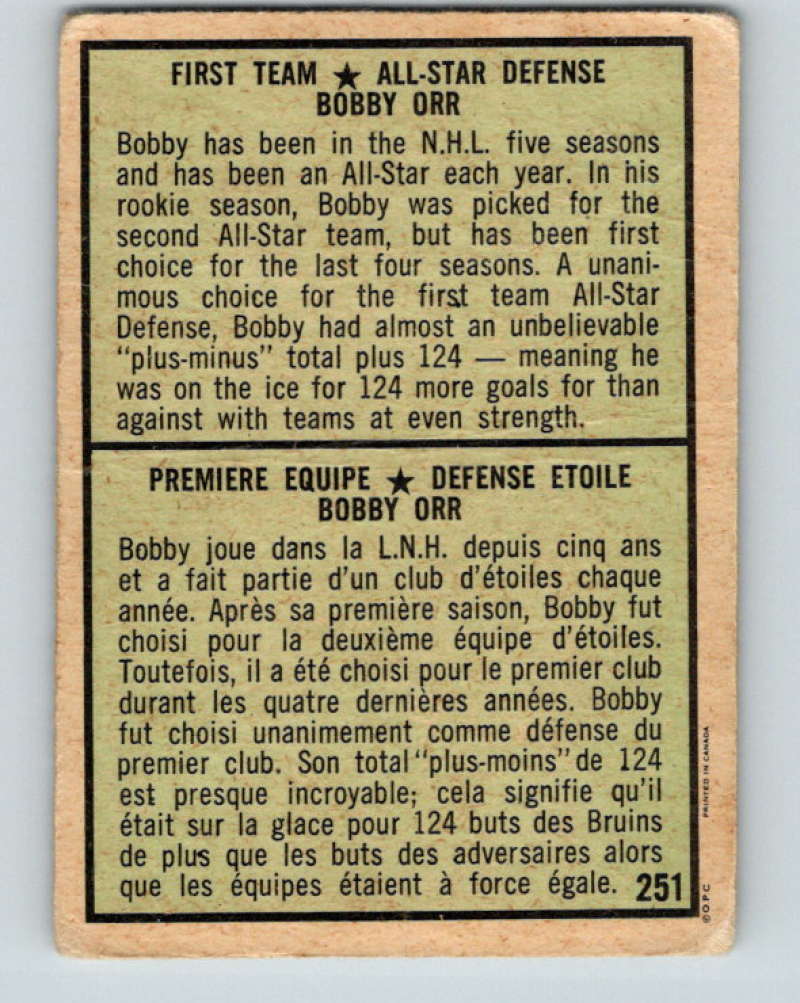 FIRST TEAM ★ ALL-STAR DEFENSE
BOBBY ORR
Bobby has been in the N.H.L. five seasons
and has been an All-Star each year. In his
rookie season, Bobby was picked for the
second All-Star team, but has been first
choice for the last four seasons. A unani-
mous choice for the first team All-Star
Defense, Bobby had almost an unbelievable
"plus-minus" total plus 124 — meaning he
was on the ice for 124 more goals for than
against with teams at even strength.
PREMIERE EQUIPE ★ DEFENSE ETOILE
BOBBY ORR
Bobby joue dans la L.N.H. depuis cinq ans
et a fait partie d'un club d'étoiles chaque
année. Après sa première saison, Bobby fut
choisi pour la deuxième équipe d'étoiles.
Toutefois, il a été choisi pour le premier club
durant les quatre dernières années. Bobby
fut choisi unanimement comme défense du
premier club. Son total "plus-moins" de 124
est presque incroyable; cela signifie qu'il
était sur la glace pour 124 buts des Bruins
de plus que les buts des adversaires alors
que les équipes étaient à force égale. 251
©O.P.C. PRINTED IN CANADA